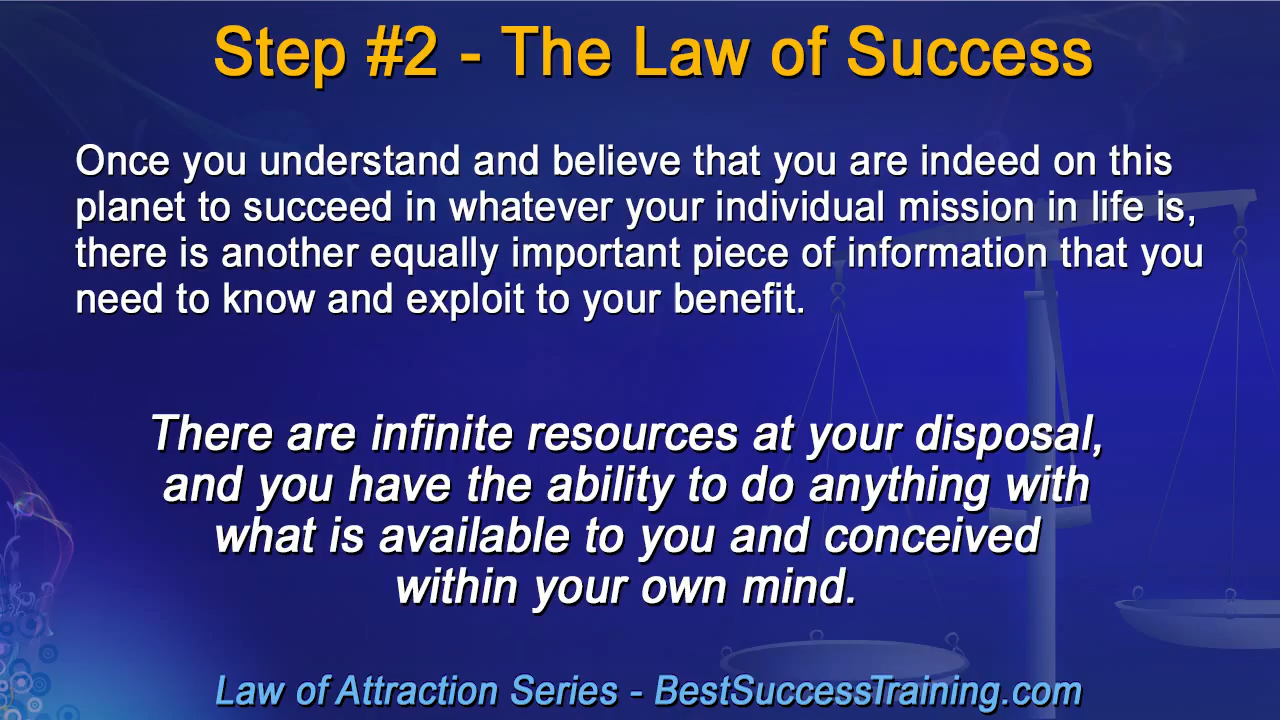 Step #2 - The Law of Success
Once you understand and believe that you are indeed on this
planet to succeed in whatever your individual mission in life is,
there is another equally important piece of information that you
need to know and exploit to your benefit.
There are infinite resources at your disposal,
and you have the ability to do anything with
what is available to you and conceived
within your own mind.
Law of Attraction Series - BestSuccessTraining.com